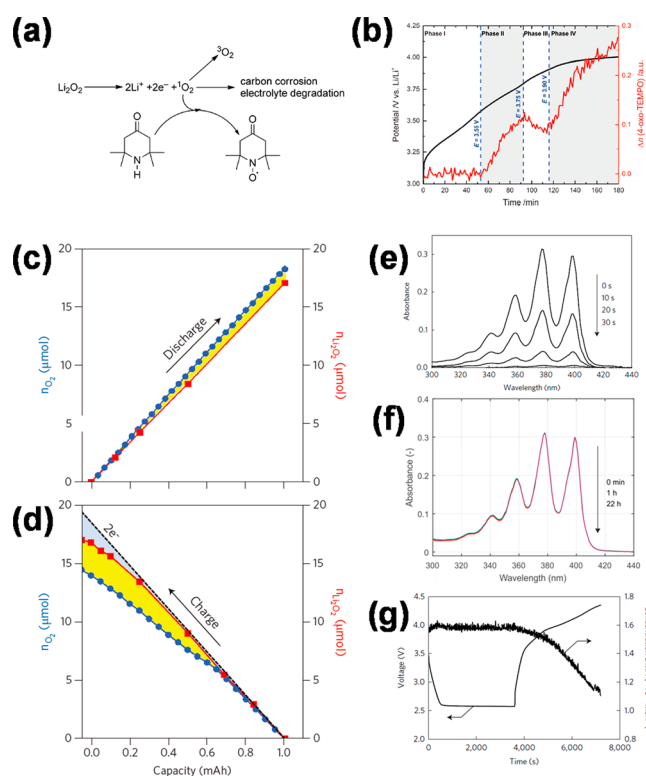 (a)
³O₂
Li₂O₂
2Li⁺ +2e⁻ +¹O₂
carbon corrosion
electrolyte degradation
O
N
H
O
N
O·
(b)
Phase I
Phase II
Phase III
Phase IV
Potential /V vs. Li/Li⁺
4.00
3.75
3.50
3.25
3.00
E = 3.55 V
E = 3.75 V
E = 3.90 V
0.3
0.2
0.1
0.0
Δn (4-oxo-TEMPO) /a.u.
0 20 40 60 80 100 120 140 160 180
Time /min
(c)
20
15
10
5
0
nO₂ (μmol)
Discharge
20
15
10
5
0
nLi₂O₂ (μmol)
(d)
20
15
10
5
0
nO₂ (μmol)
2e⁻
Charge
20
15
10
5
0
nLi₂O₂ (μmol)
0.0 0.2 0.4 0.6 0.8 1.0
Capacity (mAh)
(e)
Absorbance
0.3
0.2
0.1
0
0 s
10 s
20 s
30 s
300 320 340 360 380 400 420 440
Wavelength (nm)
(f)
Absorbance (-)
0.4
0.3
0.2
0.1
0
0 min
1 h
22 h
300 320 340 360 380 400 420 440
Wavelength (nm)
(g)
Voltage (V)
4.5
4.0
3.5
3.0
2.5
2.0
1.8
1.6
1.4
1.2
1.0
0 2,000 4,000 6,000 8,000
Time (s)